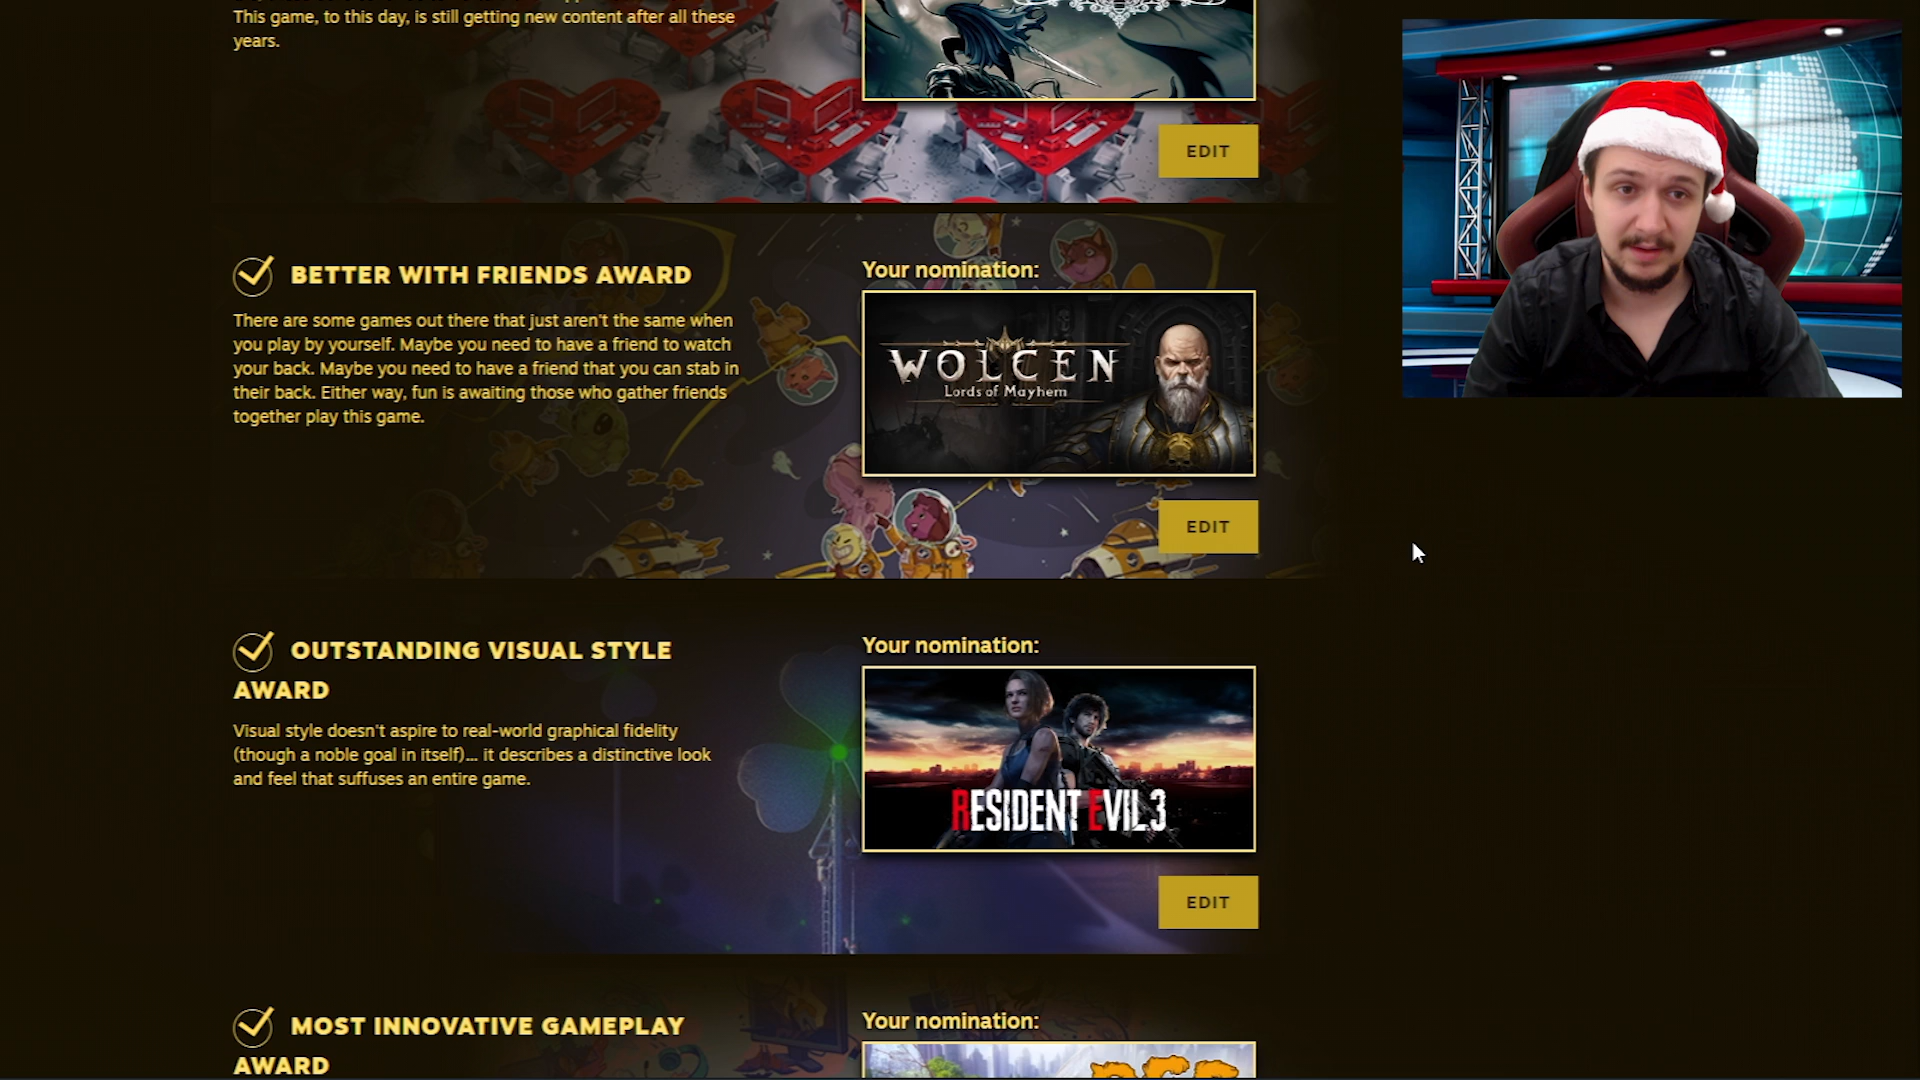 This game, to this day, is still getting new content after all these
years.
EDIT
BETTER WITH FRIENDS AWARD
There are some games out there that just aren't the same when
you play by yourself. Maybe you need to have a friend to watch
your back. Maybe you need to have a friend that you can stab in
their back. Either way, fun is awaiting those who gather friends
together play this game.
Your nomination:
WOLCEN
Lords of Mayhem
EDIT
OUTSTANDING VISUAL STYLE
AWARD
Visual style doesn't aspire to real-world graphical fidelity
(though a noble goal in itself)... it describes a distinctive look
and feel that suffuses an entire game.
Your nomination:
RESIDENT EVIL 3
EDIT
MOST INNOVATIVE GAMEPLAY
AWARD
Your nomination: